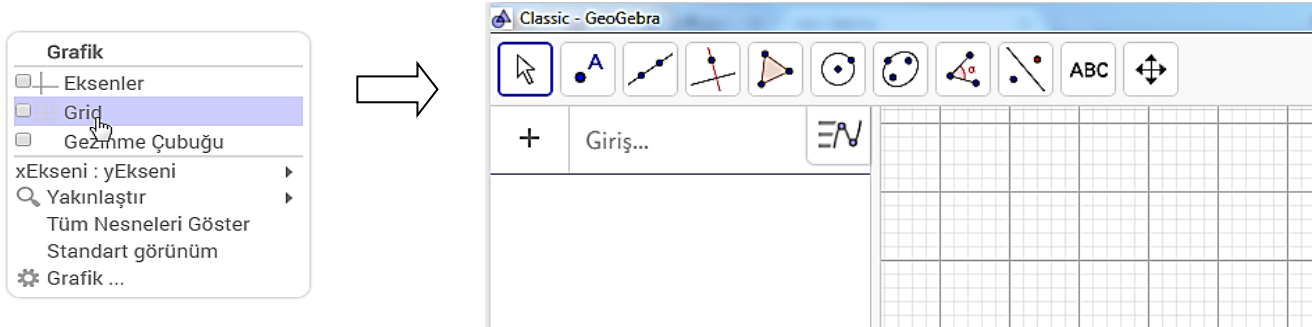 Grafik
Eksenler
Grid
Gezinme Çubuğu
xEkseni : yEkseni
Yakınlaştır
Tüm Nesneleri Göster
Standart görünüm
Grafik ...
Classic - GeoGebra
A
α
ABC
+ Giriş...